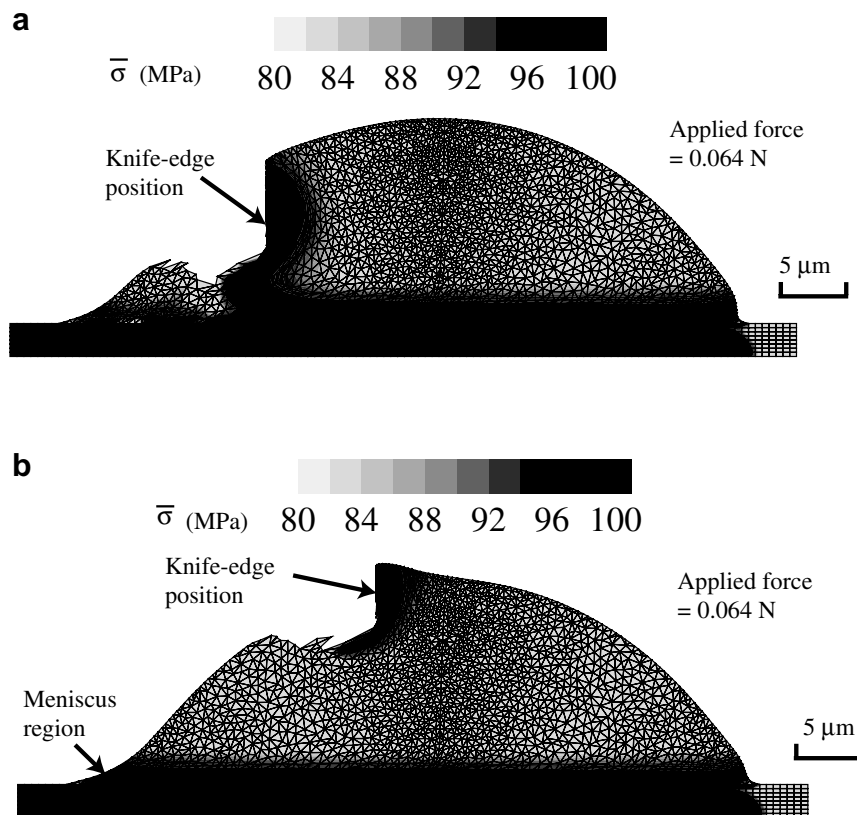 a
σ̅ (MPa)
80 84 88 92 96 100
Knife-edge
position
Applied force
= 0.064 N
5 μm
b
σ̅ (MPa)
80 84 88 92 96 100
Knife-edge
position
Applied force
= 0.064 N
Meniscus
region
5 μm